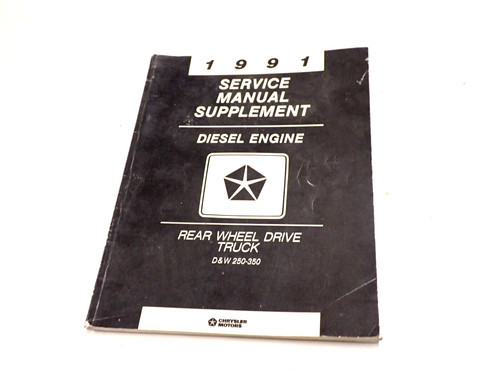 1991
SERVICE
MANUAL
SUPPLEMENT
DIESEL ENGINE
REAR WHEEL DRIVE
TRUCK
D&W 250-350
CHRYSLER
MOTORS